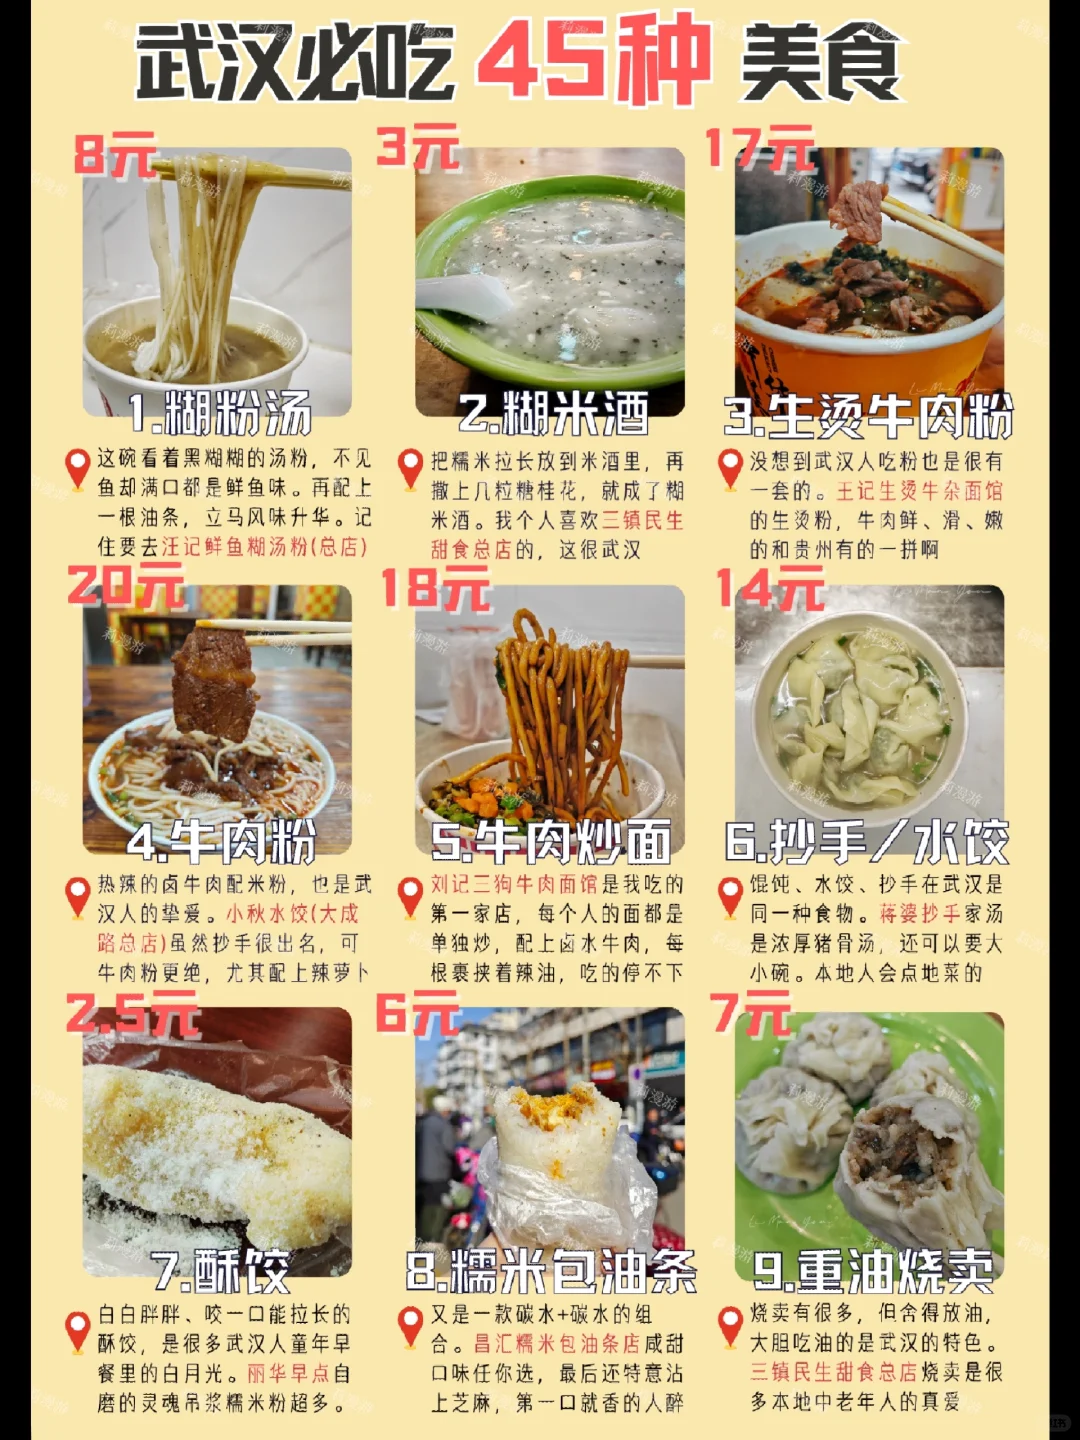 武汉必吃 45种 美食
8元
3元
17元
1.糊粉汤
2.糊米酒
3.生烫牛肉粉
这碗看着黑糊糊的汤粉，不见
鱼却满口都是鲜鱼味。再配上
一根油条，立马风味升华。记
住要去汪记鲜鱼糊汤粉(总店)
把糯米拉长放到米酒里，再
撒上几粒糖桂花，就成了糊
米酒。我个人喜欢三镇民生
甜食总店的，这很武汉
没想到武汉人吃粉也是很有
一套的。王记生烫牛杂面馆
的生烫粉，牛肉鲜、滑、嫩
的和贵州有的一拼啊
20元
18元
14元
4.牛肉粉
5.牛肉炒面
6.抄手/水饺
热辣的卤牛肉配米粉，也是武
汉人的挚爱。小秋水饺(大成
路总店)虽然抄手很出名，可
牛肉粉更绝，尤其配上辣萝卜
刘记三狗牛肉面馆是我吃的
第一家店，每个人的面都是
单独炒，配上卤水牛肉，每
根裹挟着辣油，吃的停不下
馄饨、水饺、抄手在武汉是
同一种食物。蒋婆抄手家汤
是浓厚猪骨汤，还可以要大
小碗。本地人会点地菜的
2.5元
6元
7元
7.酥饺
8.糯米包油条
9.重油烧卖
白白胖胖、咬一口能拉长的
酥饺，是很多武汉人童年早
餐里的白月光。丽华早点自
磨的灵魂吊浆糯米粉超多。
又是一款碳水+碳水的组
合。昌汇糯米包油条店咸甜
口味任你选，最后还特意沾
上芝麻，第一口就香的人醉
烧卖有很多，但舍得放油，
大胆吃油的是武汉的特色。
三镇民生甜食总店烧卖是很
多本地中老年人的真爱
莉漫游